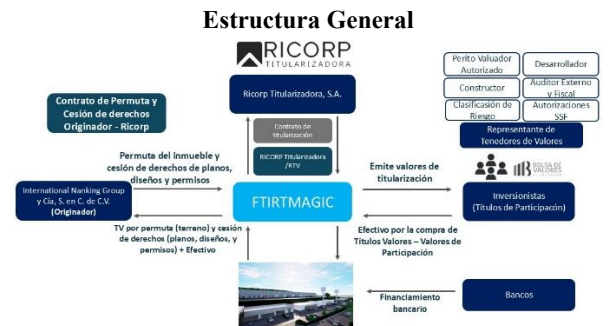 Estructura General
RICORP
TITULARIZADORA
Ricorp Titularizadora, S.A.
Contrato de Permuta y
Cesión de derechos
Originador - Ricorp
Contrato de
titularización
RICORP Titularizadora
/RTV
Perito Valuador
Autorizado
Desarrollador
Constructor
Auditor Externo
y Fiscal
Clasificación de
Riesgo
Autorizaciones
SSF
Representante de
Tenedores de Valores
BOLSA DE
VALORES
Permuta del inmueble y
cesión de derechos de planos,
diseños y permisos
Emite valores de
titularización
International Nanking Group
y Cía, S. en C. de C.V.
(Originador)
FTIRTMAGIC
Inversionistas
(Títulos de Participacón)
TV por permuta (terreno) y cesión
de derechos (planos, diseños, y
permisos) + Efectivo
Efectivo por la compra de
Títulos Valores – Valores de
Participación
Financiamiento
bancario
Bancos